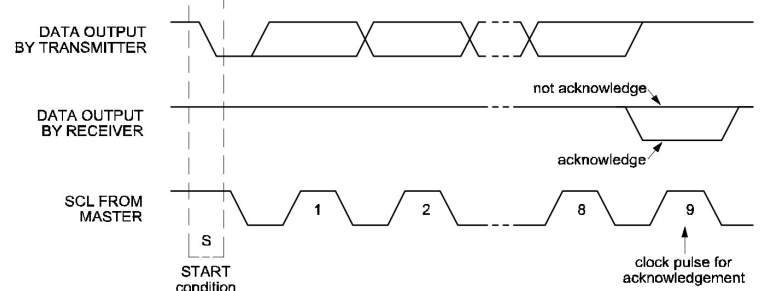 DATA OUTPUT
BY TRANSMITTER
not acknowledge
DATA OUTPUT
BY RECEIVER
acknowledge
SCL FROM
MASTER
1
2
8
9
S
START
condition
clock pulse for
acknowledgement